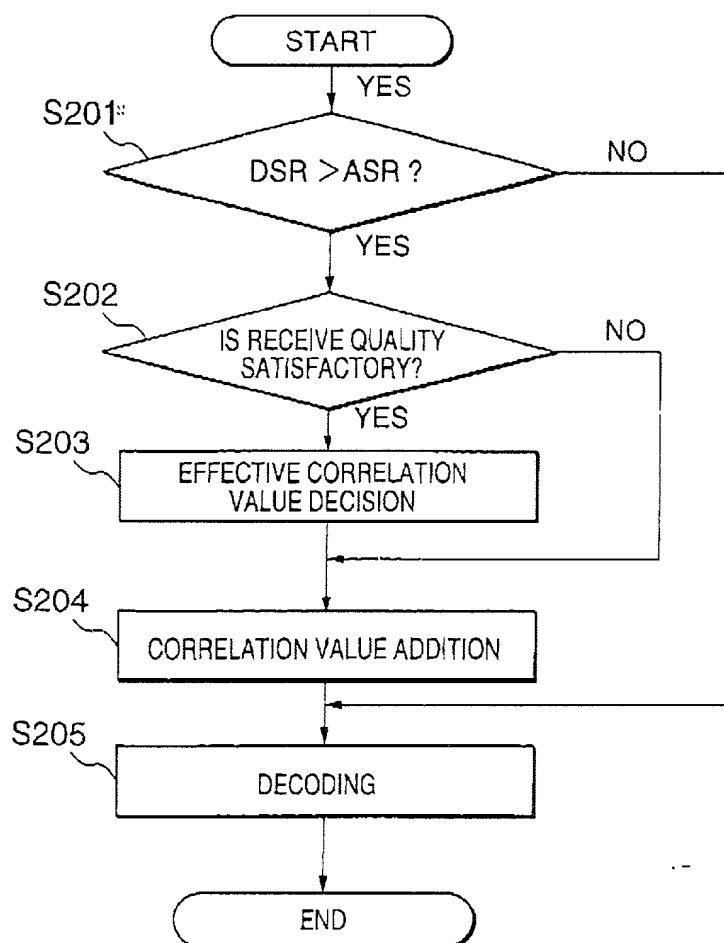 START
YES
S201
DSR >ASR ?
NO
YES
S202
IS RECEIVE QUALITY
SATISFACTORY?
NO
YES
S203
EFFECTIVE CORRELATION
VALUE DECISION
S204
CORRELATION VALUE ADDITION
S205
DECODING
END